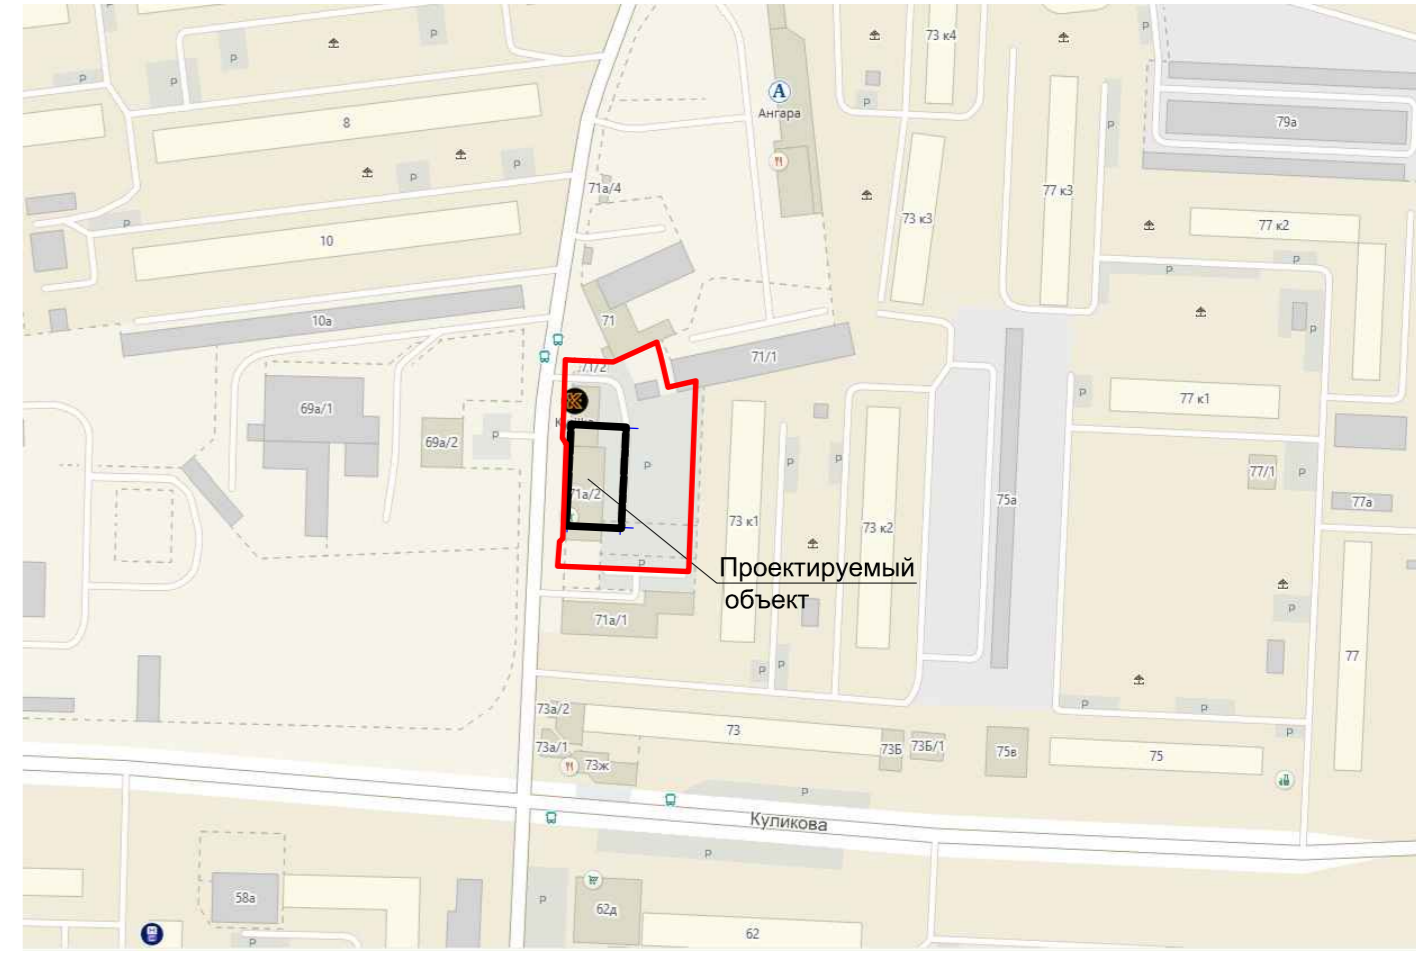 P
73 к4
P
P
P
А
Ангара
P
8
P
79а
P
P
71а/4
77 к3
P
10
73 к3
77 к2
P
P
10а
71
P
71/2
71/1
P
77 к1
69а/1
69а/2
P
P
P
P
77/1
P
71а/2
75а
77а
73 к1
73 к2
P
Проектируемый
объект
P
71а/1
77
P
P
73а/2
P
P
73
73а/1
73Б
73Б/1
75в
75
P
73ж
P
Куликова
P
58а
P
62д
62
P